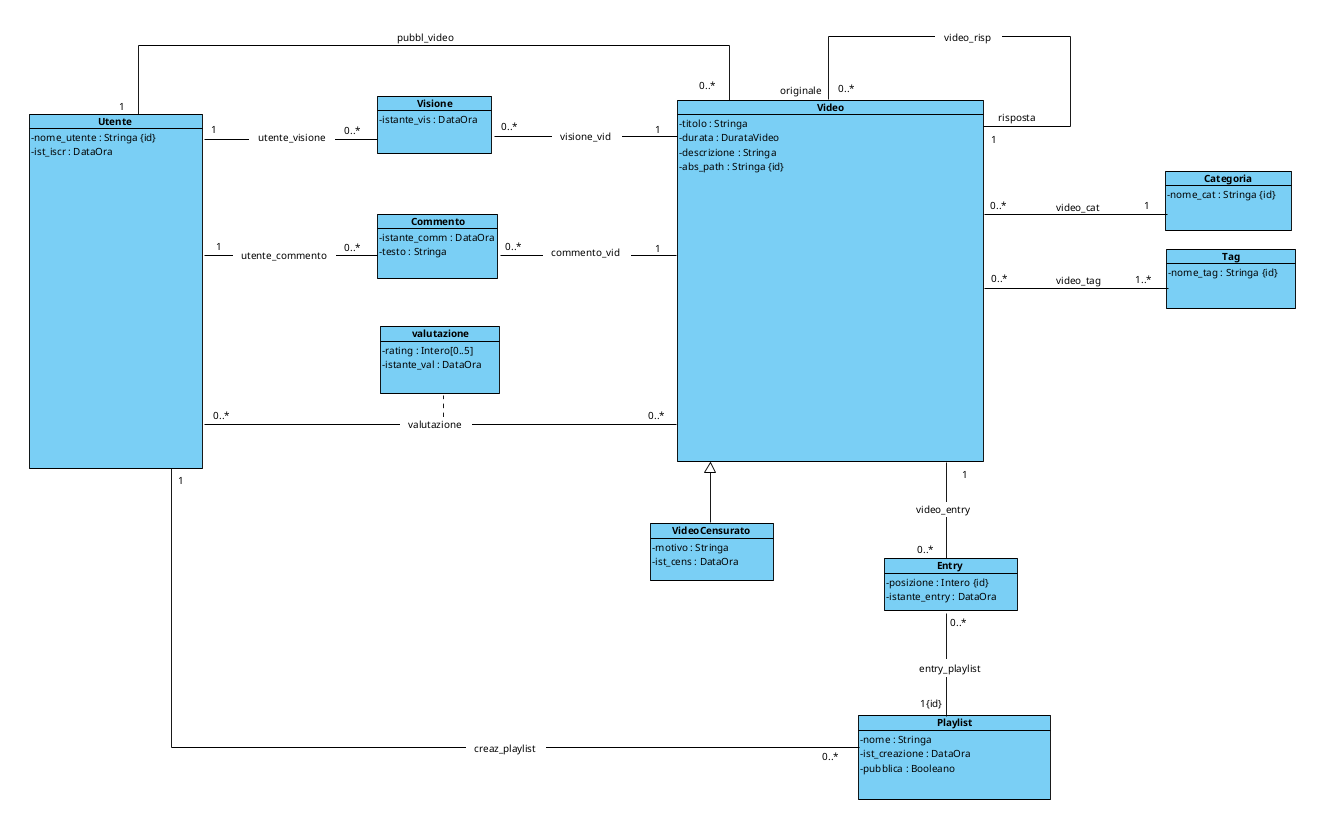 pubbl_video
video_risp
0..*
originale
0..*
1
Utente
-nome_utente : Stringa {id}
-ist_iscr : DataOra
1
utente_visione
0..*
Visione
-istante_vis : DataOra
0..*
visione_vid
1
Video
-titolo : Stringa
-durata : DurataVideo
-descrizione : Stringa
-abs_path : Stringa {id}
risposta
1
Categoria
-nome_cat : Stringa {id}
0..*
video_cat
1
Commento
-istante_comm : DataOra
-testo : Stringa
1
utente_commento
0..*
0..*
commento_vid
1
Tag
-nome_tag : Stringa {id}
0..*
video_tag
1..*
valutazione
-rating : Intero[0..5]
-istante_val : DataOra
0..*
valutazione
0..*
1
1
video_entry
0..*
VideoCensurato
-motivo : Stringa
-ist_cens : DataOra
Entry
-posizione : Intero {id}
-istante_entry : DataOra
0..*
entry_playlist
1{id}
Playlist
-nome : Stringa
-ist_creazione : DataOra
-pubblica : Booleano
creaz_playlist
0..*